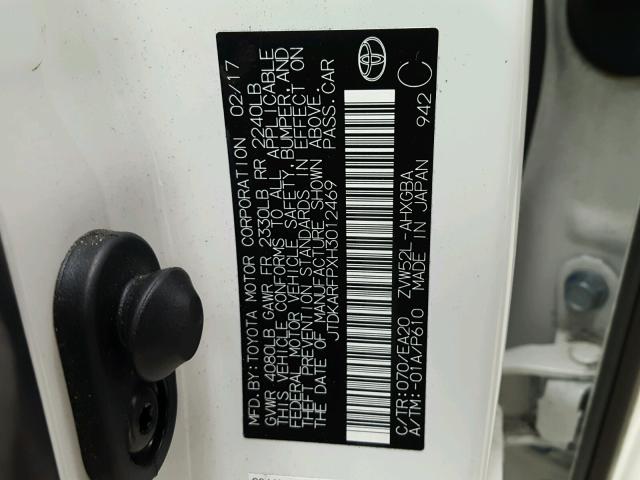 MFD. BY: TOYOTA MOTOR CORPORATION 02/17
GVWR 4080LB GAWR FR 2330LB RR 2240LB
THIS VEHICLE CONFORMS TO ALL APPLICABLE
FEDERAL MOTOR VEHICLE SAFETY, BUMPER, AND
THEFT PREVENTION STANDARDS IN EFFECT ON
THE DATE OF MANUFACTURE SHOWN ABOVE.
JTDKARFPXH3012469 PASS. CAR
C/TR: 070/EA20 ZVW52L-AHXGBA
A/TM: -01A/P610 MADE IN JAPAN
942 C